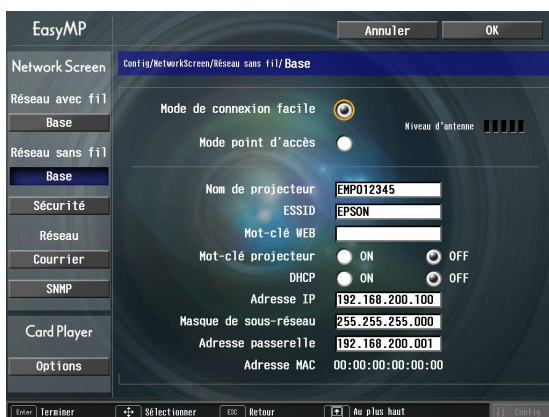 EasyMP
Annuler
OK
Network Screen
Config/NetworkScreen/Réseau sans fil/Base
Réseau avec fil
Base
Réseau sans fil
Base
Sécurité
Réseau
Courrier
SNMP
Card Player
Options
Mode de connexion facile
Niveau d'antenne
Mode point d'accès
Nom de projecteur EMP012345
ESSID EPSON
Mot-clé WEB
Mot-clé projecteur ON OFF
DHCP ON OFF
Adresse IP 192.168.200.100
Masque de sous-réseau 255.255.255.000
Adresse passerelle 192.168.200.001
Adresse MAC 00:00:00:00:00:00
Enter Terminer Sélectionner ESC Retour Au plus haut Config